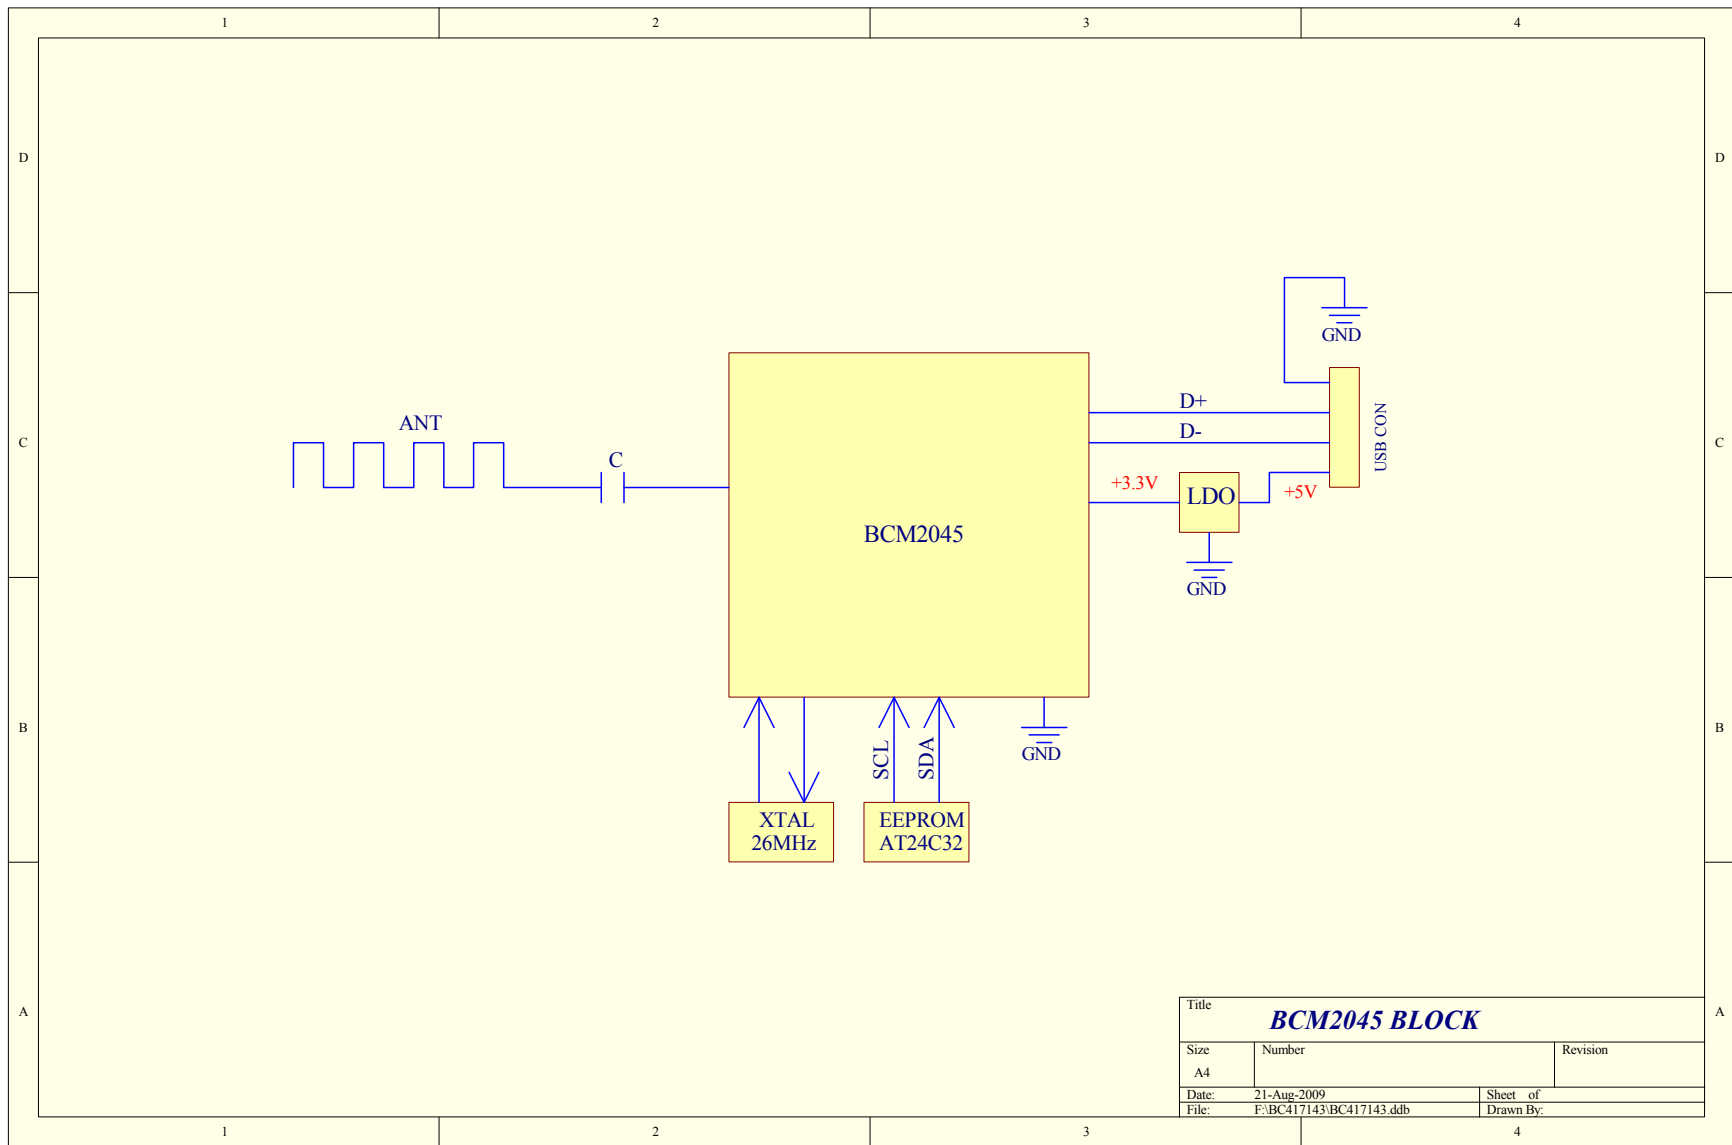 1 2 3 4
D D
GND
ANT
D+
C C
D-
USB CON
C
+3.3V
LDO
+5V
BCM2045
GND
B B
SCL
SDA
GND
XTAL
26MHz
EEPROM
AT24C32
A A
Title
BCM2045 BLOCK
Size Number Revision
A4
Date: 21-Aug-2009 Sheet of
File: F:\BC417143\BC417143.ddb Drawn By:
1 2 3 4